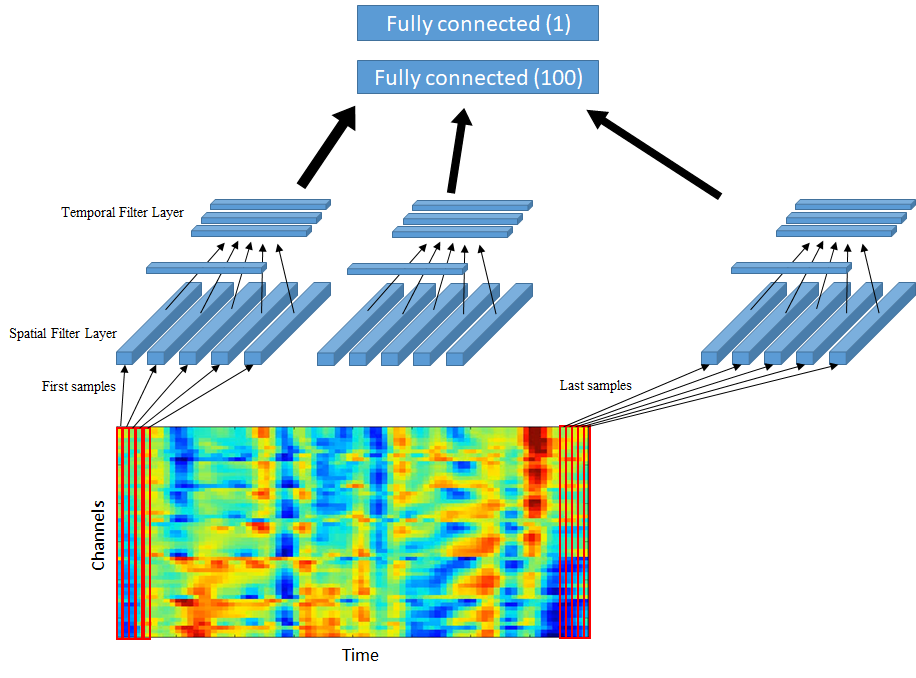 Fully connected (1)
Fully connected (100)
Temporal Filter Layer
Spatial Filter Layer
First samples
Last samples
Channels
Time